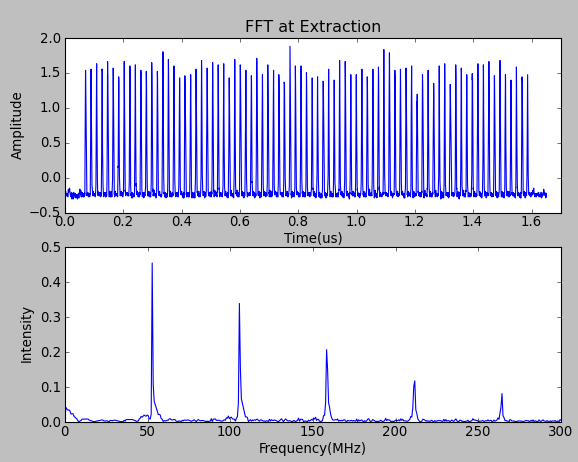 FFT at Extraction
2.0
1.5
1.0
0.5
0.0
−0.5
Amplitude
0.0 0.2 0.4 0.6 0.8 1.0 1.2 1.4 1.6
Time(us)
0.5
0.4
0.3
0.2
0.1
0.0
Intensity
0 50 100 150 200 250 300
Frequency(MHz)